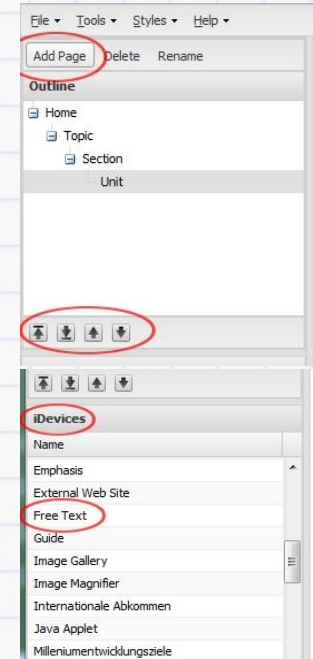 File Tools Styles Help
Add Page Delete Rename
Outline
Home
Topic
Section
Unit
iDevices
Name
Emphasis
External Web Site
Free Text
Guide
Image Gallery
Image Magnifier
Internationale Abkommen
Java Applet
Milleniumentwicklungsziele